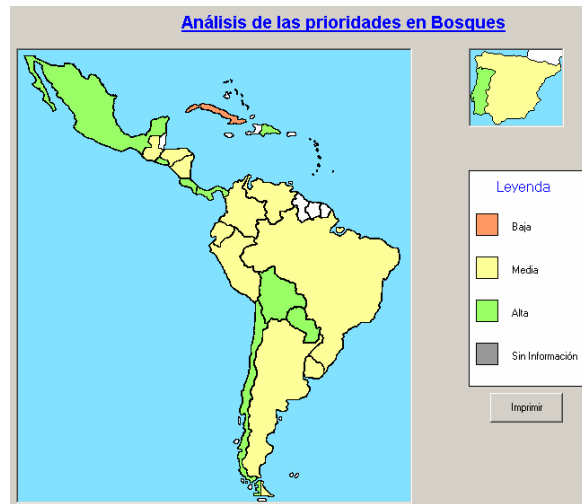 Análisis de las prioridades en Bosques
Leyenda
Baja
Media
Alta
Sin Información
Imprimir